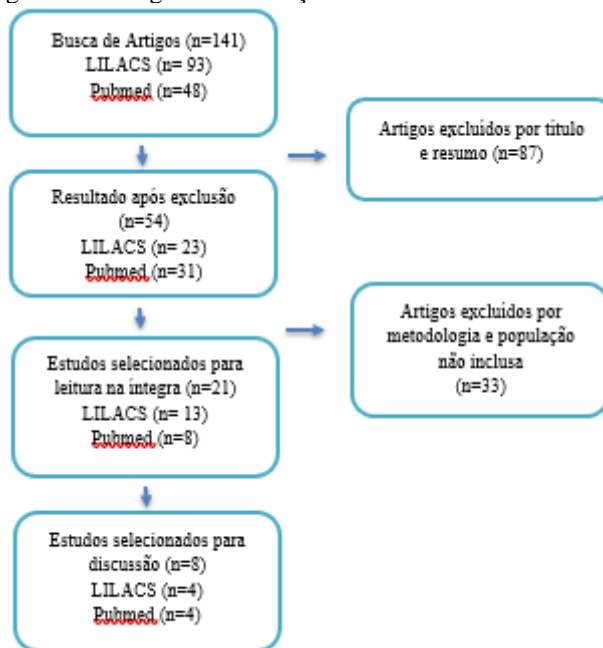 Busca de Artigos (n=141)
LILACS (n= 93)
Pubmed (n=48)
Artigos excluídos por título
e resumo (n=87)
Resultado após exclusão
(n=54)
LILACS (n= 23)
Pubmed (n=31)
Artigos excluídos por
metodologia e população
não inclusa
(n=33)
Estudos selecionados para
leitura na integra (n=21)
LILACS (n= 13)
Pubmed (n=8)
Estudos selecionados para
discussão (n=8)
LILACS (n=4)
Pubmed (n=4)